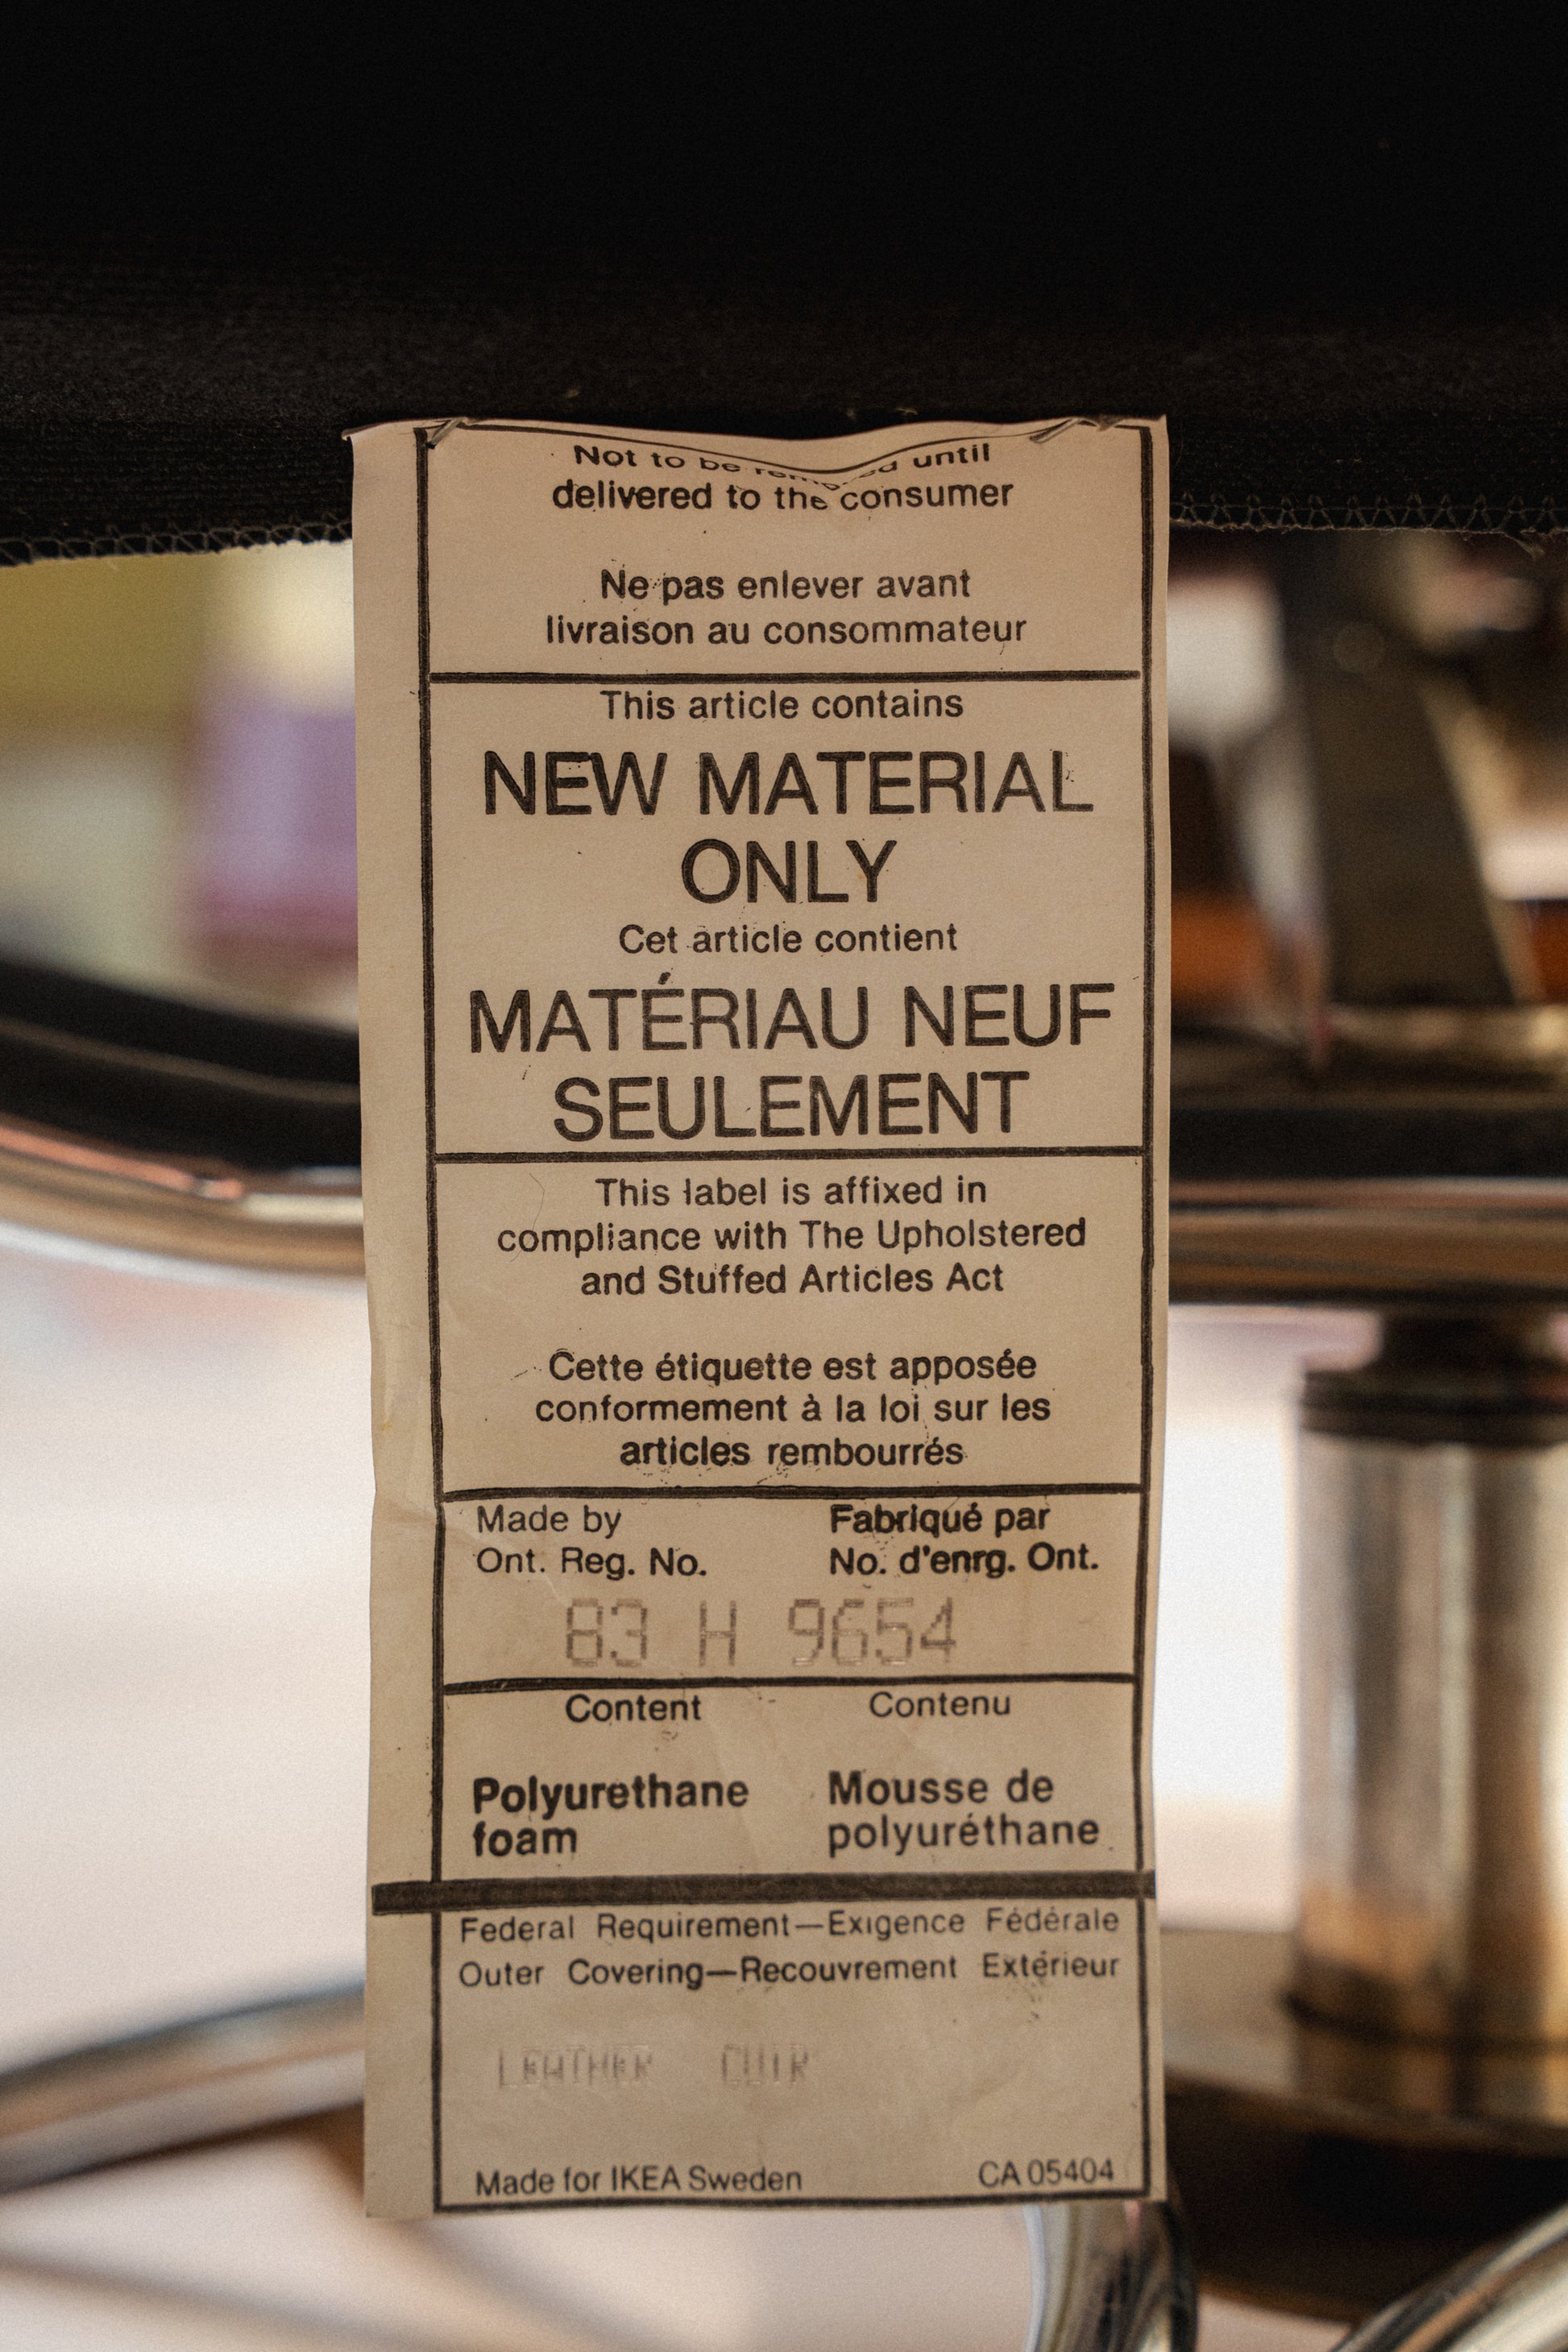 Not to be removed until
delivered to the consumer
Ne pas enlever avant
livraison au consommateur
This article contains
NEW MATERIAL
ONLY
Cet article contient
MATÉRIAU NEUF
SEULEMENT
This label is affixed in
compliance with The Upholstered
and Stuffed Articles Act
Cette étiquette est apposée
conformement à la loi sur les
articles rembourrés
Made by
Ont. Reg. No.
Fabriqué par
No. d'enrg. Ont.
83 H 9654
Content
Polyurethane
foam
Contenu
Mousse de
polyuréthane
Federal Requirement—Exigence Fédérale
Outer Covering—Recouvrement Extérieur
LEATHER CUIR
Made for IKEA Sweden
CA 05404